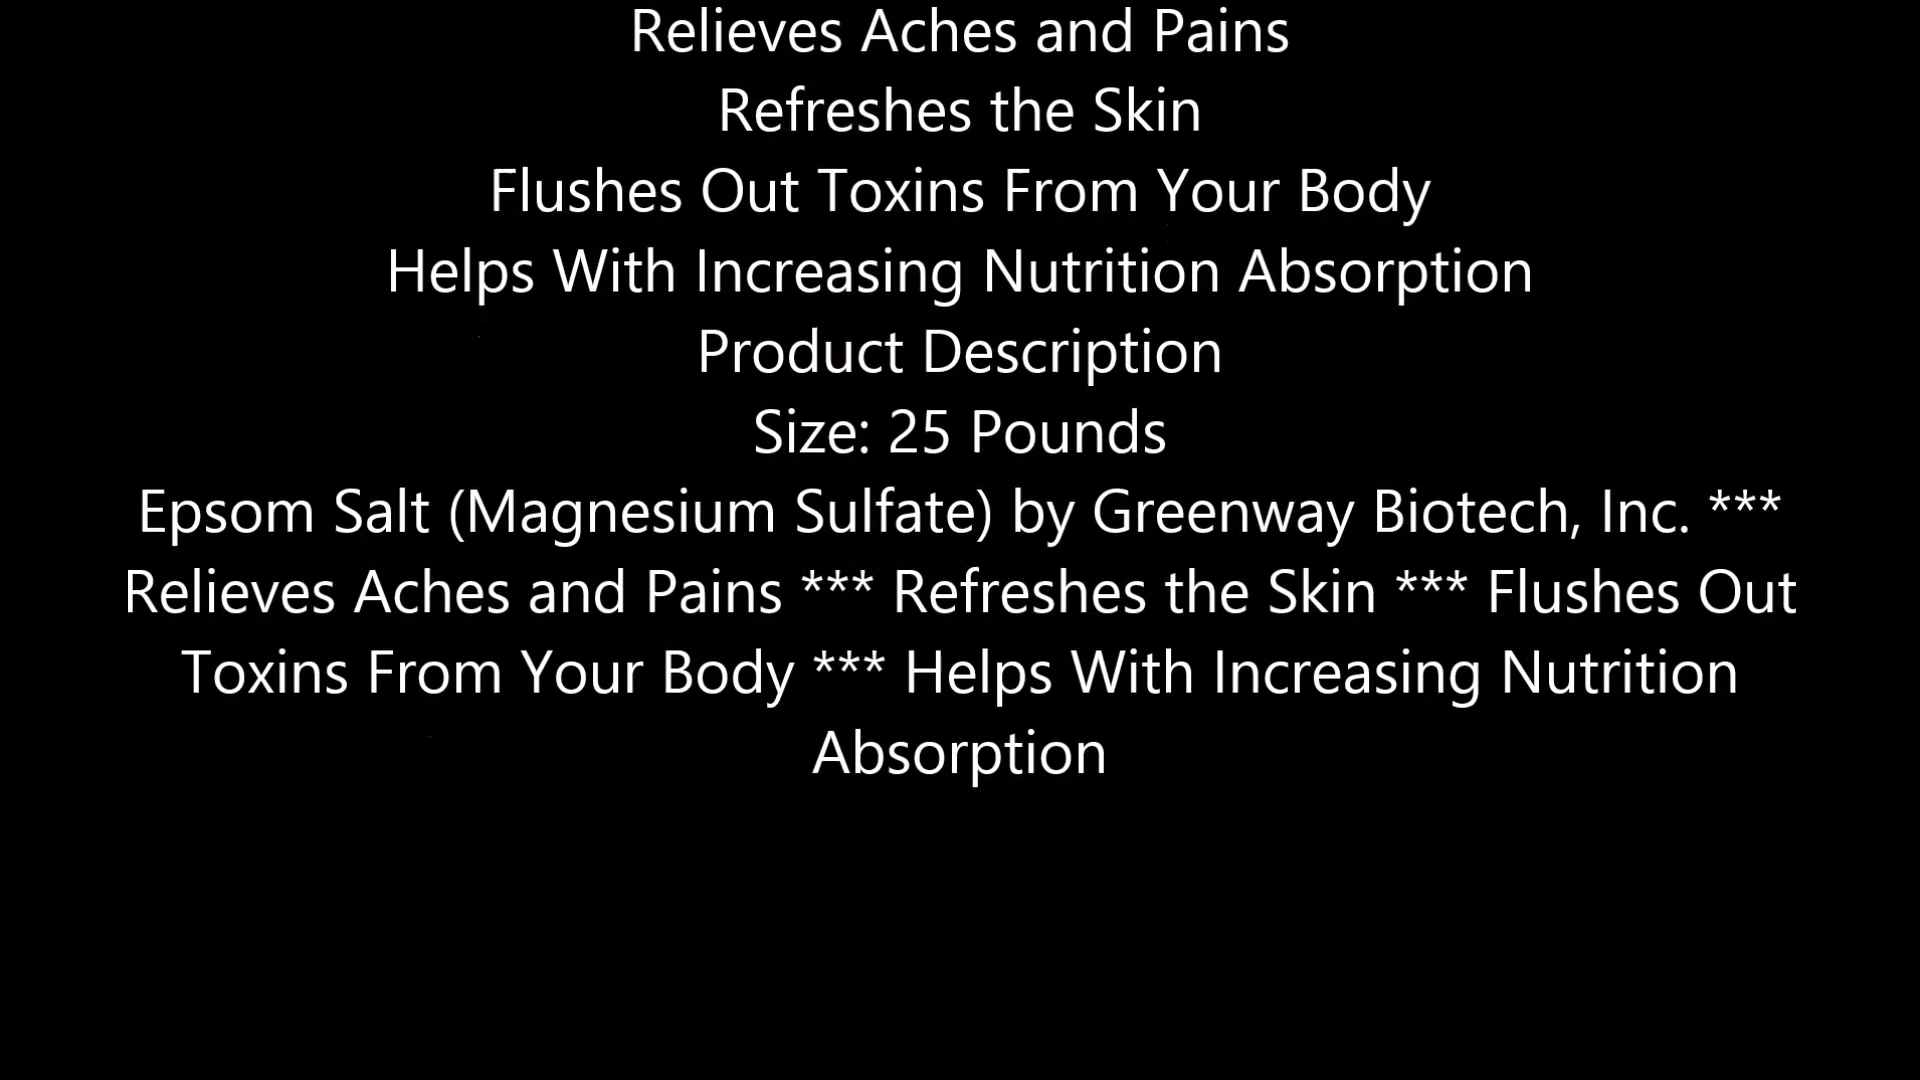 Relieves Aches and Pains
Refreshes the Skin
Flushes Out Toxins From Your Body
Helps With Increasing Nutrition Absorption
Product Description
Size: 25 Pounds
Epsom Salt (Magnesium Sulfate) by Greenway Biotech, Inc. ***
Relieves Aches and Pains *** Refreshes the Skin *** Flushes Out
Toxins From Your Body *** Helps With Increasing Nutrition
Absorption